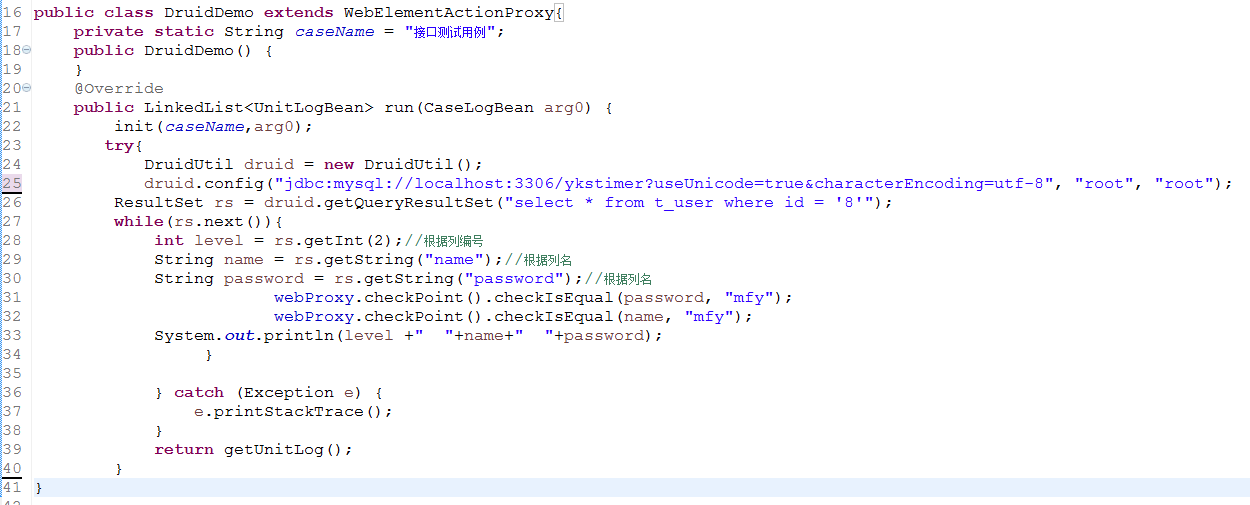 16 public class DruidDemo extends WebElementActionProxy{
17 private static String caseName = "接口测试用例";
18 public DruidDemo() {
19 }
20 @Override
21 public LinkedList<UnitLogBean> run(CaseLogBean arg0) {
22 init(caseName,arg0);
23 try{
24 DruidUtil druid = new DruidUtil();
25 druid.config("jdbc:mysql://localhost:3306/ykstimer?useUnicode=true&characterEncoding=utf-8", "root", "root");
26 ResultSet rs = druid.getQueryResultSet("select * from t_user where id = '8'");
27 while(rs.next()){
28 int level = rs.getInt(2);//根据列编号
29 String name = rs.getString("name");//根据列名
30 String password = rs.getString("password");//根据列名
31 webProxy.checkPoint().checkIsEqual(password, "mfy");
32 webProxy.checkPoint().checkIsEqual(name, "mfy");
33 System.out.println(level +"  "+name+"  "+password);
34 }
35
36 } catch (Exception e) {
37 e.printStackTrace();
38 }
39 return getUnitLog();
40 }
41 }